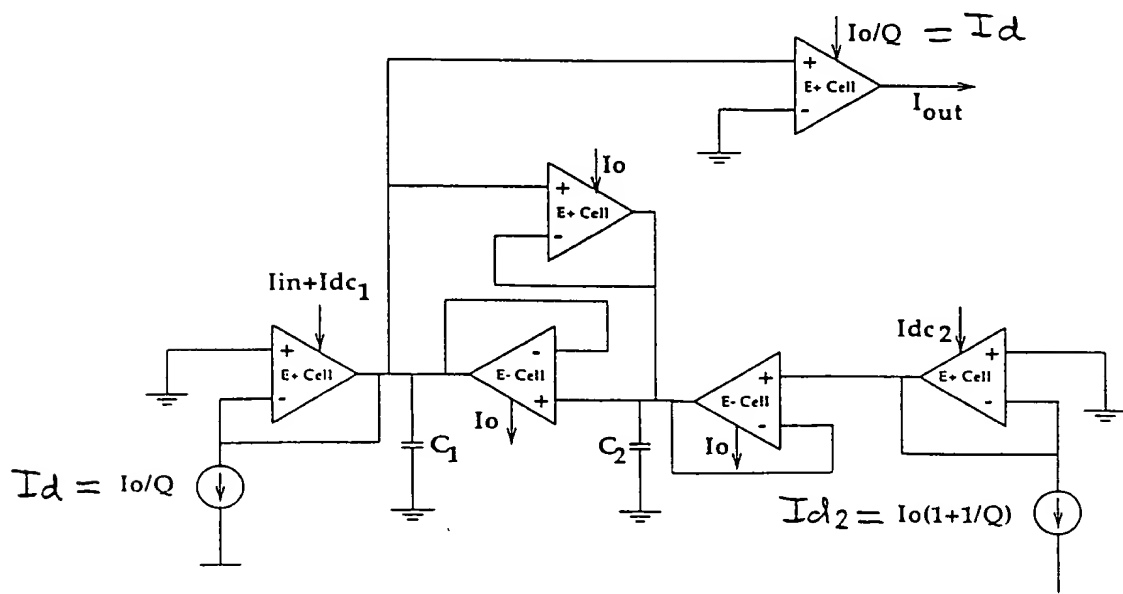 Io/Q = Id
+
E+ Cell
-
Iout
Io
+
E+ Cell
-
Iin+Idc1
+
E+ Cell
-
-
E- Cell
+
Io
C1
C2
+
E- Cell
-
Io
Idc2
+
E+ Cell
-
Id = Io/Q
Id2 = Io(1+1/Q)